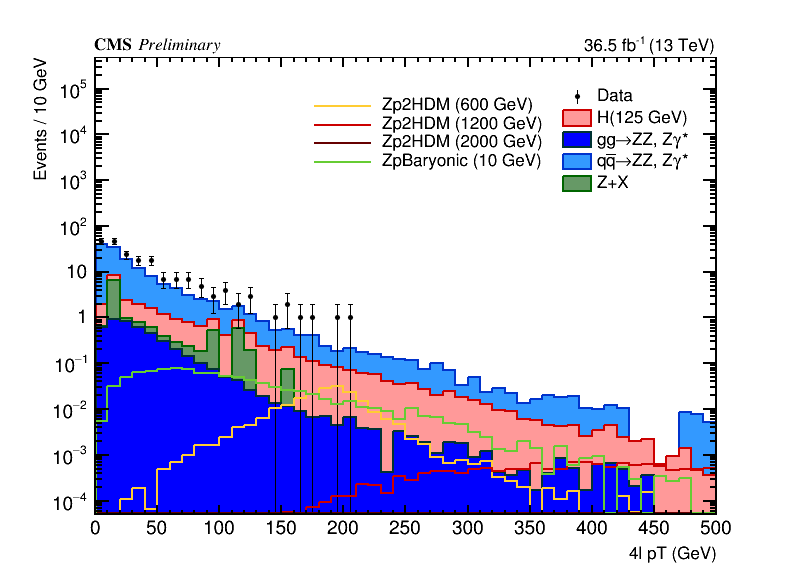 CMS Preliminary 36.5 fb⁻¹ (13 TeV)
Events / 10 GeV
Zp2HDM (600 GeV)
Zp2HDM (1200 GeV)
Zp2HDM (2000 GeV)
ZpBaryonic (10 GeV)
Data
H(125 GeV)
gg→ZZ, Zγ*
qq̅→ZZ, Zγ*
Z+X
10⁵
10⁴
10³
10²
10
1
10⁻¹
10⁻²
10⁻³
10⁻⁴
0 50 100 150 200 250 300 350 400 450 500
4l pT (GeV)